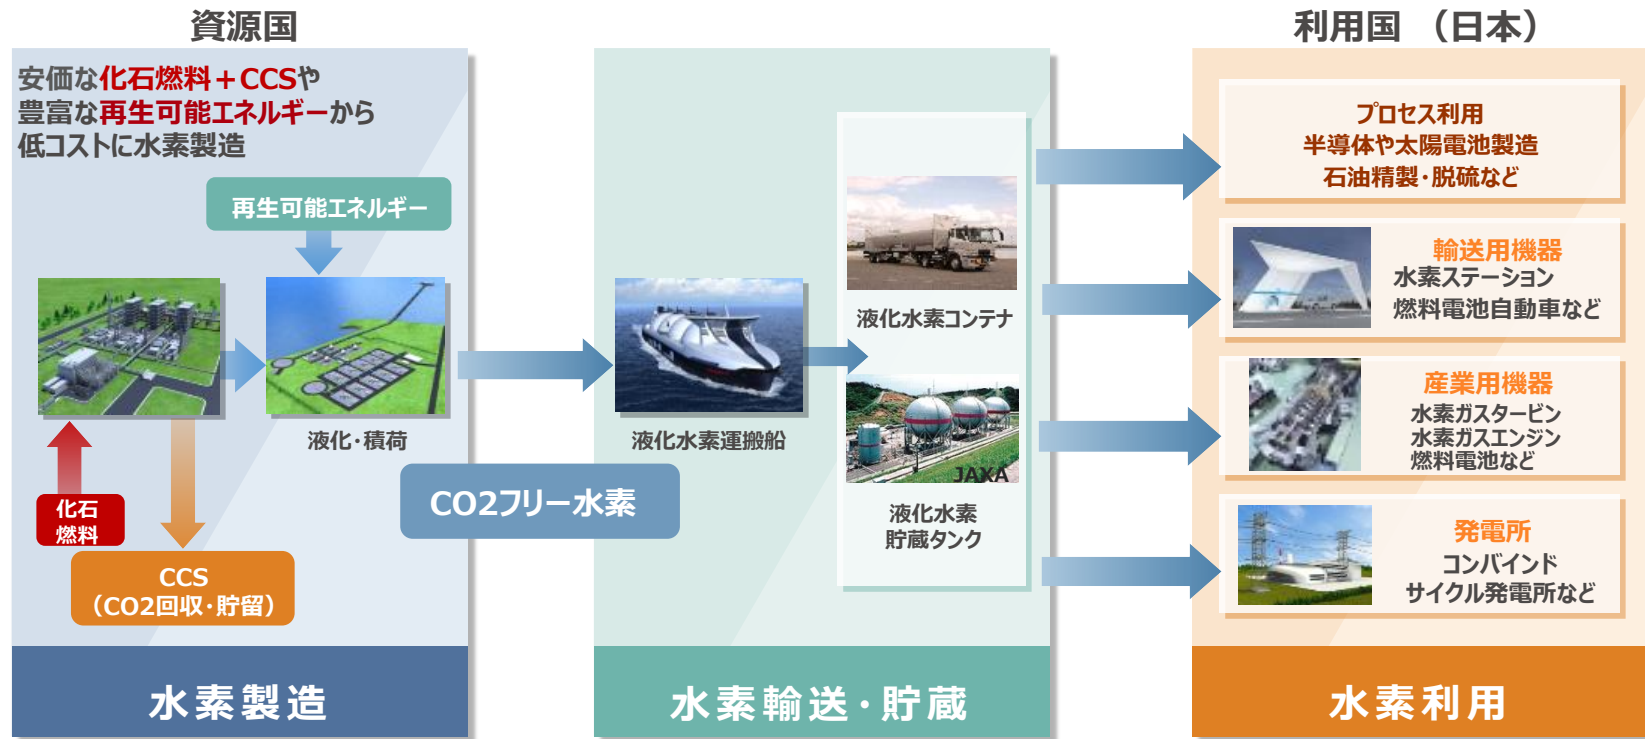 資源国
安価な化石燃料+CCSや
豊富な再生可能エネルギーから
低コストに水素製造
再生可能エネルギー
液化・積荷
化石
燃料
CCS
(CO2回収・貯留)
水素製造
CO2フリー水素
液化水素運搬船
液化水素コンテナ
JAXA
液化水素
貯蔵タンク
水素輸送・貯蔵
利用国 (日本)
プロセス利用
半導体や太陽電池製造
石油精製・脱硫など
輸送用機器
水素ステーション
燃料電池自動車など
産業用機器
水素ガスタービン
水素ガスエンジン
燃料電池など
発電所
コンバインド
サイクル発電所など
水素利用